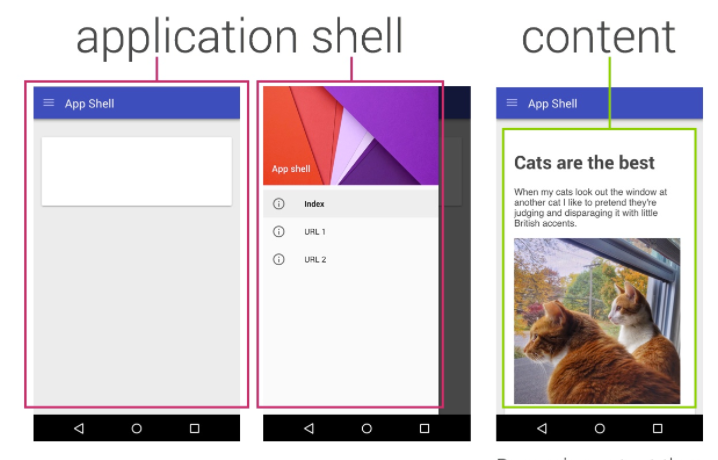 application shell
content
App Shell
App shell
Index
URL 1
URL 2
App Shell
Cats are the best
When my cats look out the window at
another cat I like to pretend they're
judging and disparaging it with little
British accents.